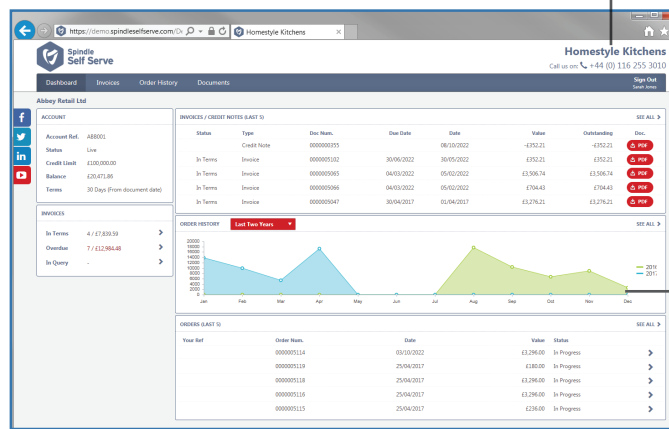 https://demo.spindleselfserve.com/Da
Homestyle Kitchens
Spindle
Self Serve
Homestyle Kitchens
Call us on: +44 (0) 116 255 3010
Dashboard Invoices Order History Documents
Sign Out
Sarah Jones
Abbey Retail Ltd
ACCOUNT
Account Ref. ABB001
Status Live
Credit Limit £100,000.00
Balance £20,471.86
Terms 30 Days (From document date)
INVOICES
In Terms 4 / £7,839.59
Overdue 7 / £12,984.48
In Query -
INVOICES / CREDIT NOTES (LAST 5) SEE ALL
Status Type Doc Num. Due Date Date Value Outstanding Doc.
Credit Note 0000000355 08/10/2022 -£352.21 -£352.21 PDF
In Terms Invoice 0000005102 30/06/2022 30/05/2022 £352.21 £352.21 PDF
In Terms Invoice 0000005065 04/03/2022 05/02/2022 £3,506.74 £3,506.74 PDF
In Terms Invoice 0000005066 04/03/2022 05/02/2022 £704.43 £704.43 PDF
In Terms Invoice 0000005047 30/04/2017 01/04/2017 £3,276.21 £3,276.21 PDF
ORDER HISTORY Last Two Years SEE ALL
20000
18000
16000
14000
12000
10000
8000
6000
4000
2000
0
Jan Feb Mar Apr May Jun Jul Aug Sep Oct Nov Dec
2016
2017
ORDERS (LAST 5) SEE ALL
Your Ref Order Num. Date Value Status
0000005114 03/10/2022 £3,296.00 In Progress
0000005119 25/04/2017 £180.00 In Progress
0000005118 25/04/2017 £3,296.00 In Progress
0000005116 25/04/2017 £3,296.00 In Progress
0000005115 25/04/2017 £236.00 In Progress